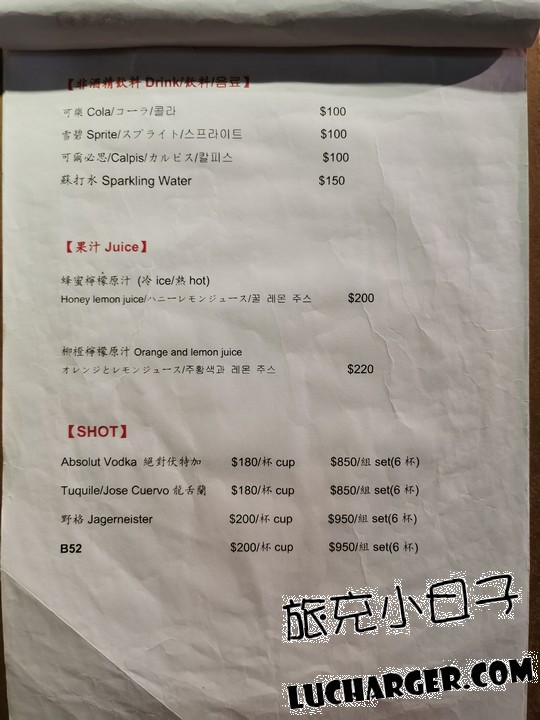 【非酒精飲料 Drink/飲料/음료】
可樂 Cola/コーラ/콜라 $100
雪碧 Sprite/スプライト/스프라이트 $100
可爾必思/Calpis/カルピス/칼피스 $100
蘇打水 Sparkling Water $150
【果汁 Juice】
蜂蜜檸檬原汁 (冷 ice/熱 hot)
Honey lemon juice/ハニーレモンジュース/꿀 레몬 주스 $200
柳橙檸檬原汁 Orange and lemon juice
オレンジとレモンジュース/주황색과 레몬 주스 $220
【SHOT】
Absolut Vodka 絕對伏特加 $180/杯 cup $850/組 set(6 杯)
Tuquile/Jose Cuervo 龍舌蘭 $180/杯 cup $850/組 set(6 杯)
野格 Jagerneister $200/杯 cup $950/組 set(6 杯)
B52 $200/杯 cup $950/組 set(6 杯)
旅充小日子
LUCHARGER.COM